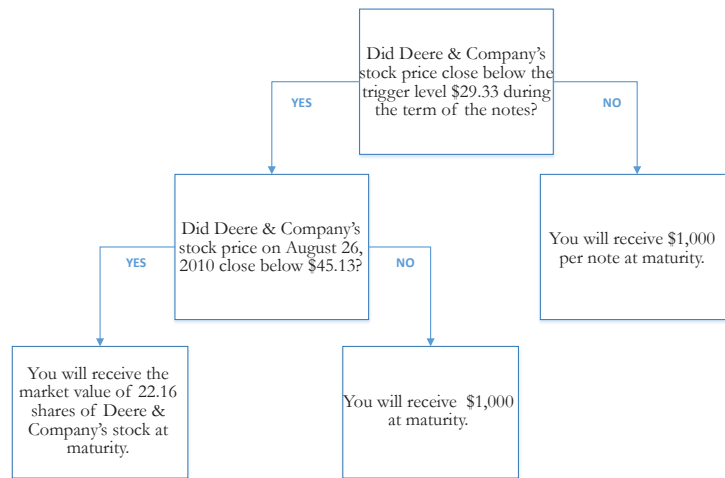 Did Deere & Company's
stock price close below the
trigger level $29.33 during
the term of the notes?
YES
NO
Did Deere & Company's
stock price on August 26,
2010 close below $45.13?
You will receive $1,000
per note at maturity.
YES
NO
You will receive the
market value of 22.16
shares of Deere &
Company's stock at
maturity.
You will receive $1,000
at maturity.